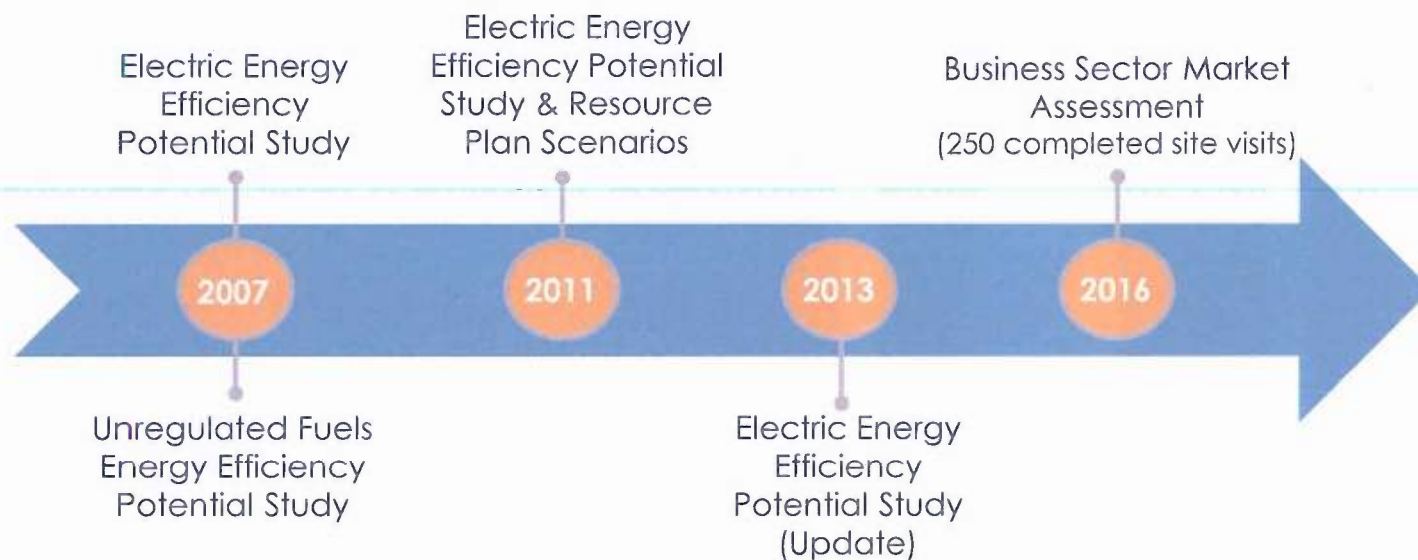 Electric Energy
Efficiency
Potential Study
Electric Energy
Efficiency Potential
Study & Resource
Plan Scenarios
Business Sector Market
Assessment
(250 completed site visits)
2007
2011
2013
2016
Unregulated Fuels
Energy Efficiency
Potential Study
Electric Energy
Efficiency
Potential Study
(Update)